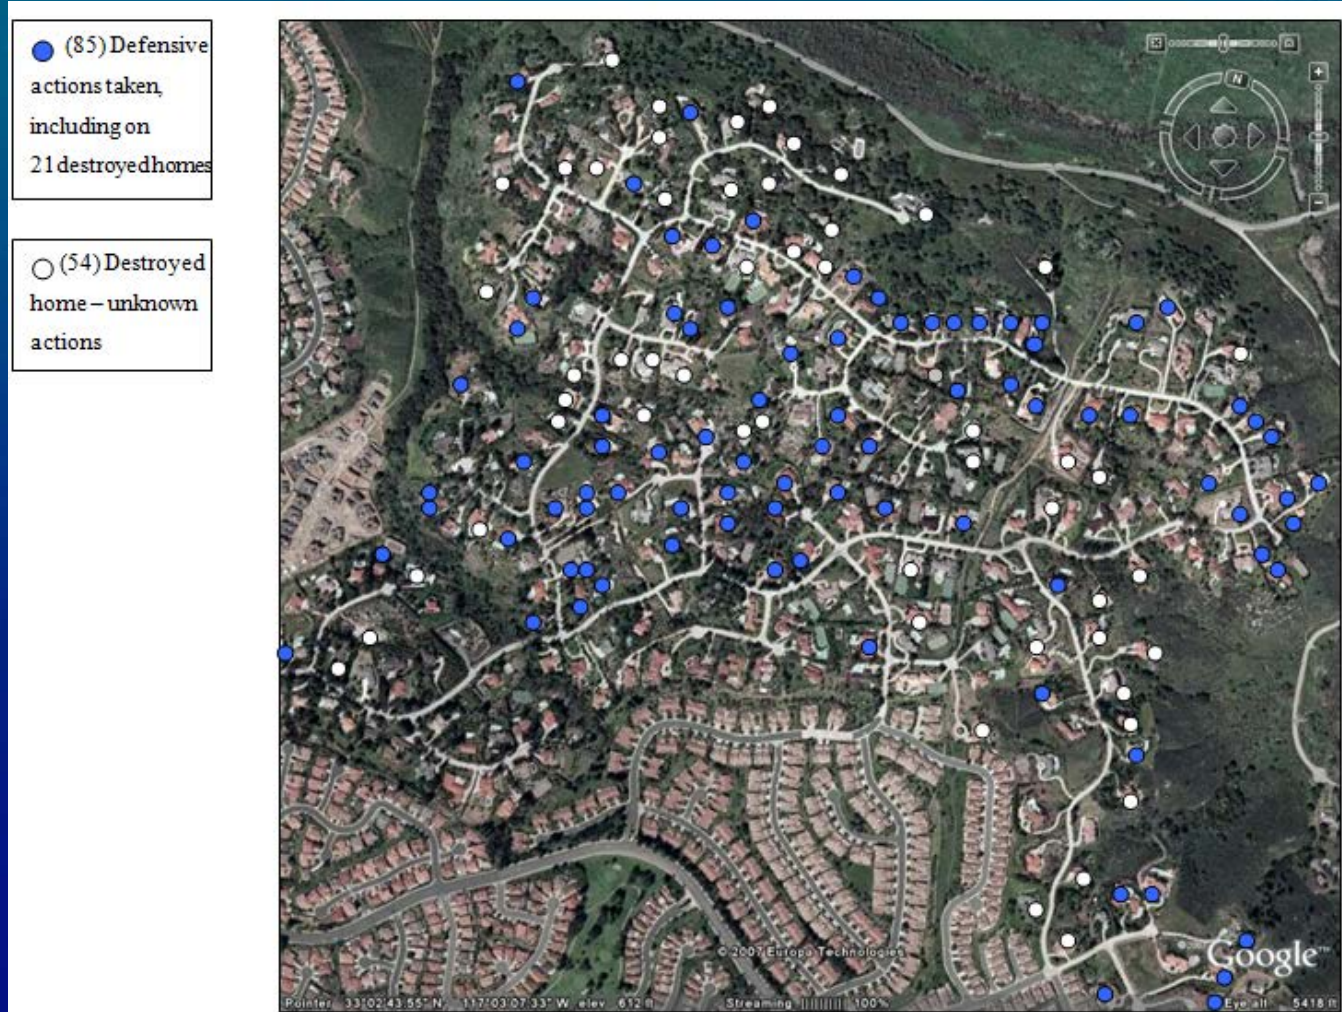 (85) Defensive
actions taken,
including on
21 destroyed homes
(54) Destroyed
home – unknown
actions
N
© 2007 Europa Technologies
Google™
Pointer 33°02'43.55" N 117°03'07.33" W elev 612 ft Streaming ||||||||| 100% Eye alt 5418 ft